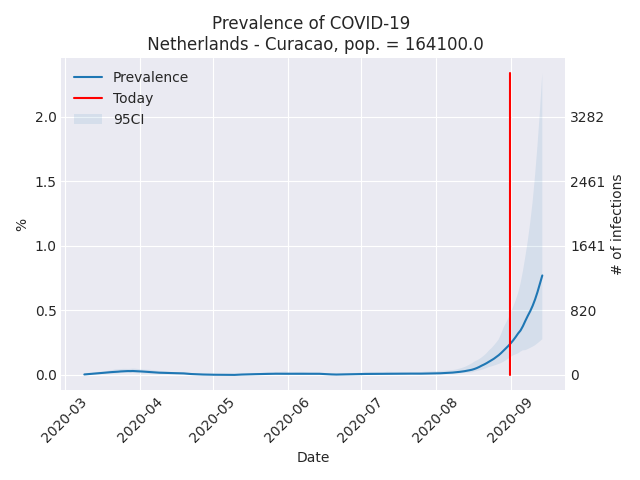 Prevalence of COVID-19
Netherlands - Curacao, pop. = 164100.0
Prevalence
Today
95CI
2.0
1.5
1.0
0.5
0.0
%
3282
2461
1641
820
0
# of infections
2020-03
2020-04
2020-05
2020-06
2020-07
2020-08
2020-09
Date